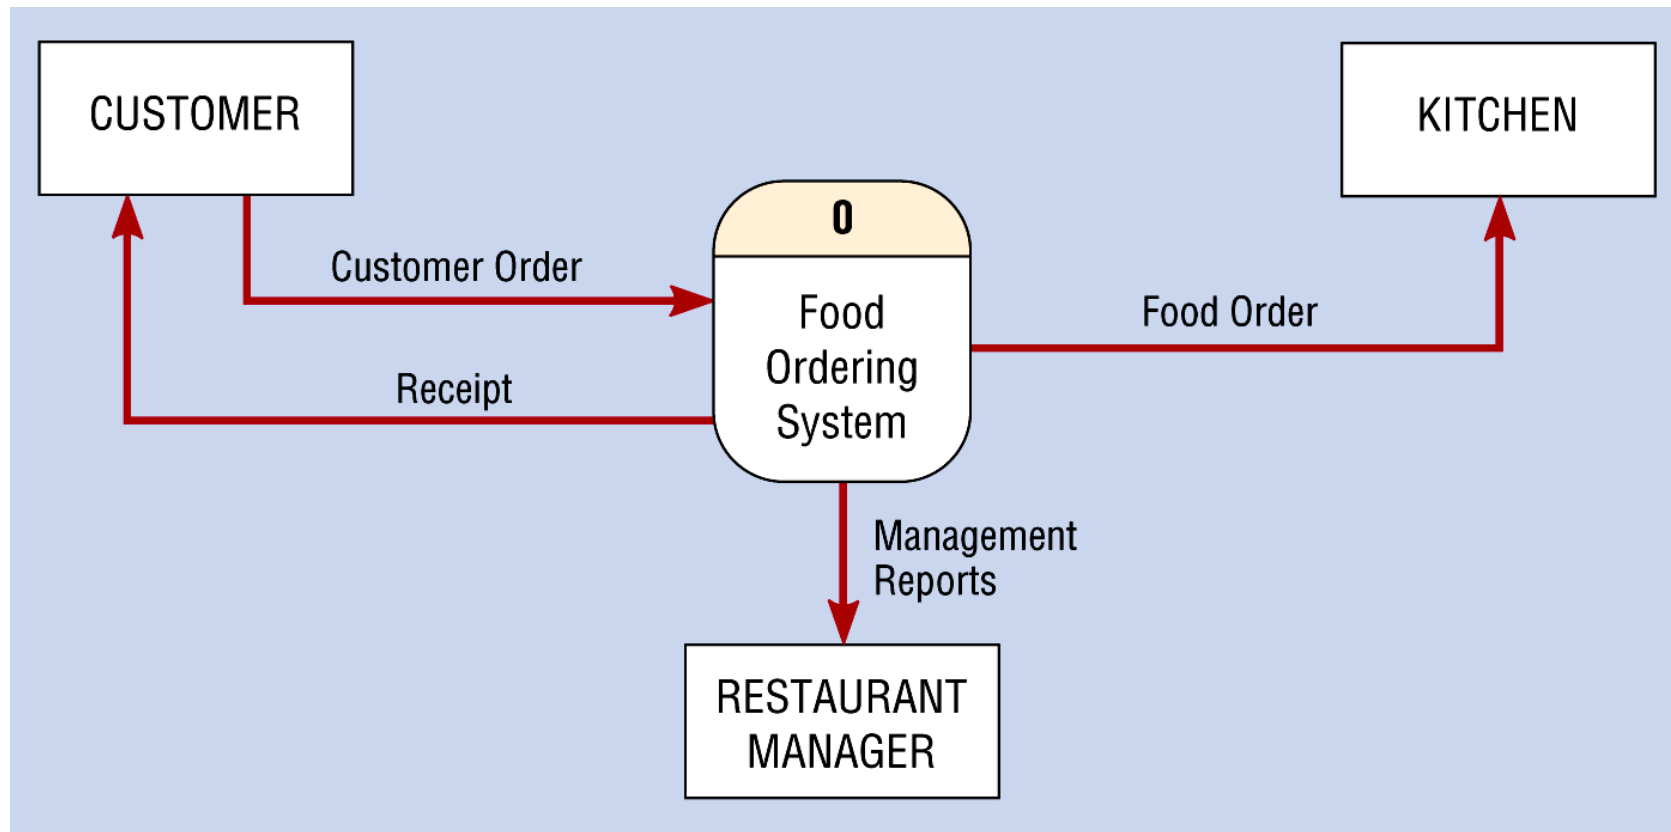 CUSTOMER
KITCHEN
0
Customer Order
Food Order
Food
Ordering
System
Receipt
Management
Reports
RESTAURANT
MANAGER